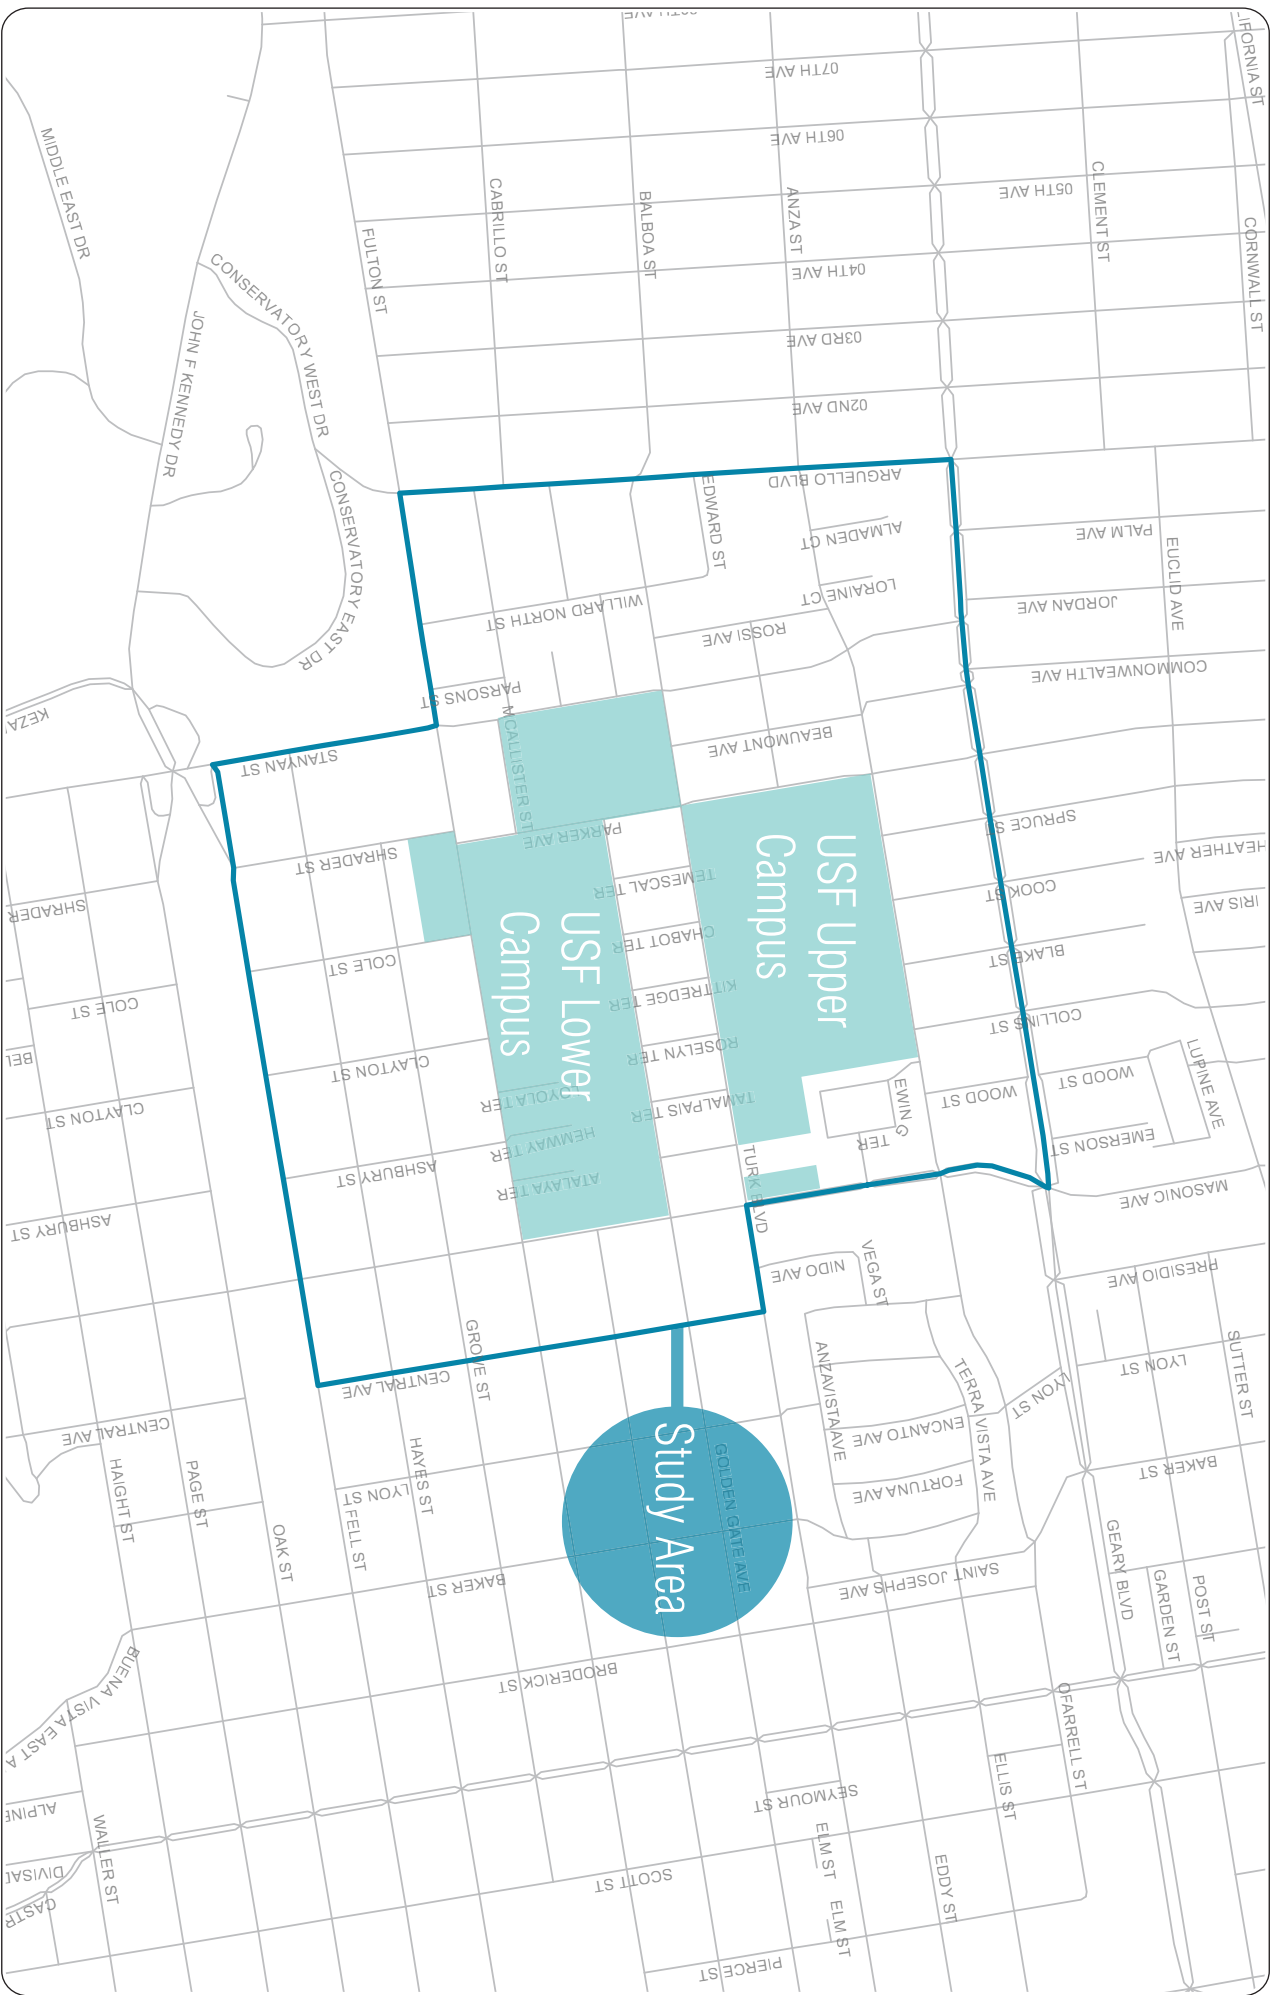 07TH AVE
06TH AVE
05TH AVE
04TH AVE
03RD AVE
02ND AVE
CLEMENT ST
CORNWALL ST
ANZA ST
BALBOA ST
CABRILLO ST
FULTON ST
MIDDLE EAST DR
JOHN F KENNEDY DR
CONSERVATORY WEST DR
CONSERVATORY EAST DR
ARGUELLO BLVD
EDWARD ST
ALMADEN CT
LORAINE CT
PALM AVE
EUCLID AVE
JORDAN AVE
COMMONWEALTH AVE
WILLARD NORTH ST
ROSSI AVE
PARSONS ST
BEAUMONT AVE
MCALLISTER ST
STANYAN ST
KEZA
SPRUCE ST
HEATHER AVE
IRIS AVE
COOK ST
BLAKE ST
COLLINS ST
WOOD ST
WOOD ST
LUPINE AVE
EMERSON ST
MASONIC AVE
PARKER AVE
SHRADER ST
SHRADER
COLE ST
COLE ST
BEL
CLAYTON ST
CLAYTON ST
ASHBURY ST
ASHBURY ST
TEMESCAL TER
CHABOT TER
KITTREDGE TER
ROSELYN TER
TAMALPAIS TER
LOYOLA TER
HEMWAY TER
ATALAYA TER
USF Upper
Campus
USF Lower
Campus
EWING
TER
TURK BLVD
NIDO AVE
VEGA ST
PRESIDIO AVE
LYON ST
SUTTER ST
ANZAVISTA AVE
TERRA VISTA AVE
LYON ST
ENCANTO AVE
FORTUNA AVE
BAKER ST
GROVE ST
CENTRAL AVE
CENTRAL AVE
HAIGHT ST
PAGE ST
OAK ST
LYON ST
HAYES ST
FELL ST
BAKER ST
Study Area
GOLDEN GATE AVE
SAINT JOSEPHS AVE
GEARY BLVD
GARDEN ST
POST ST
BUENA VISTA EAST A
BRODERICK ST
OFARRELL ST
ELLIS ST
SEYMOUR ST
ALPINE
WALLER ST
DIVISAD
CASTR
SCOTT ST
ELM ST
ELM ST
EDDY ST
PIERCE ST